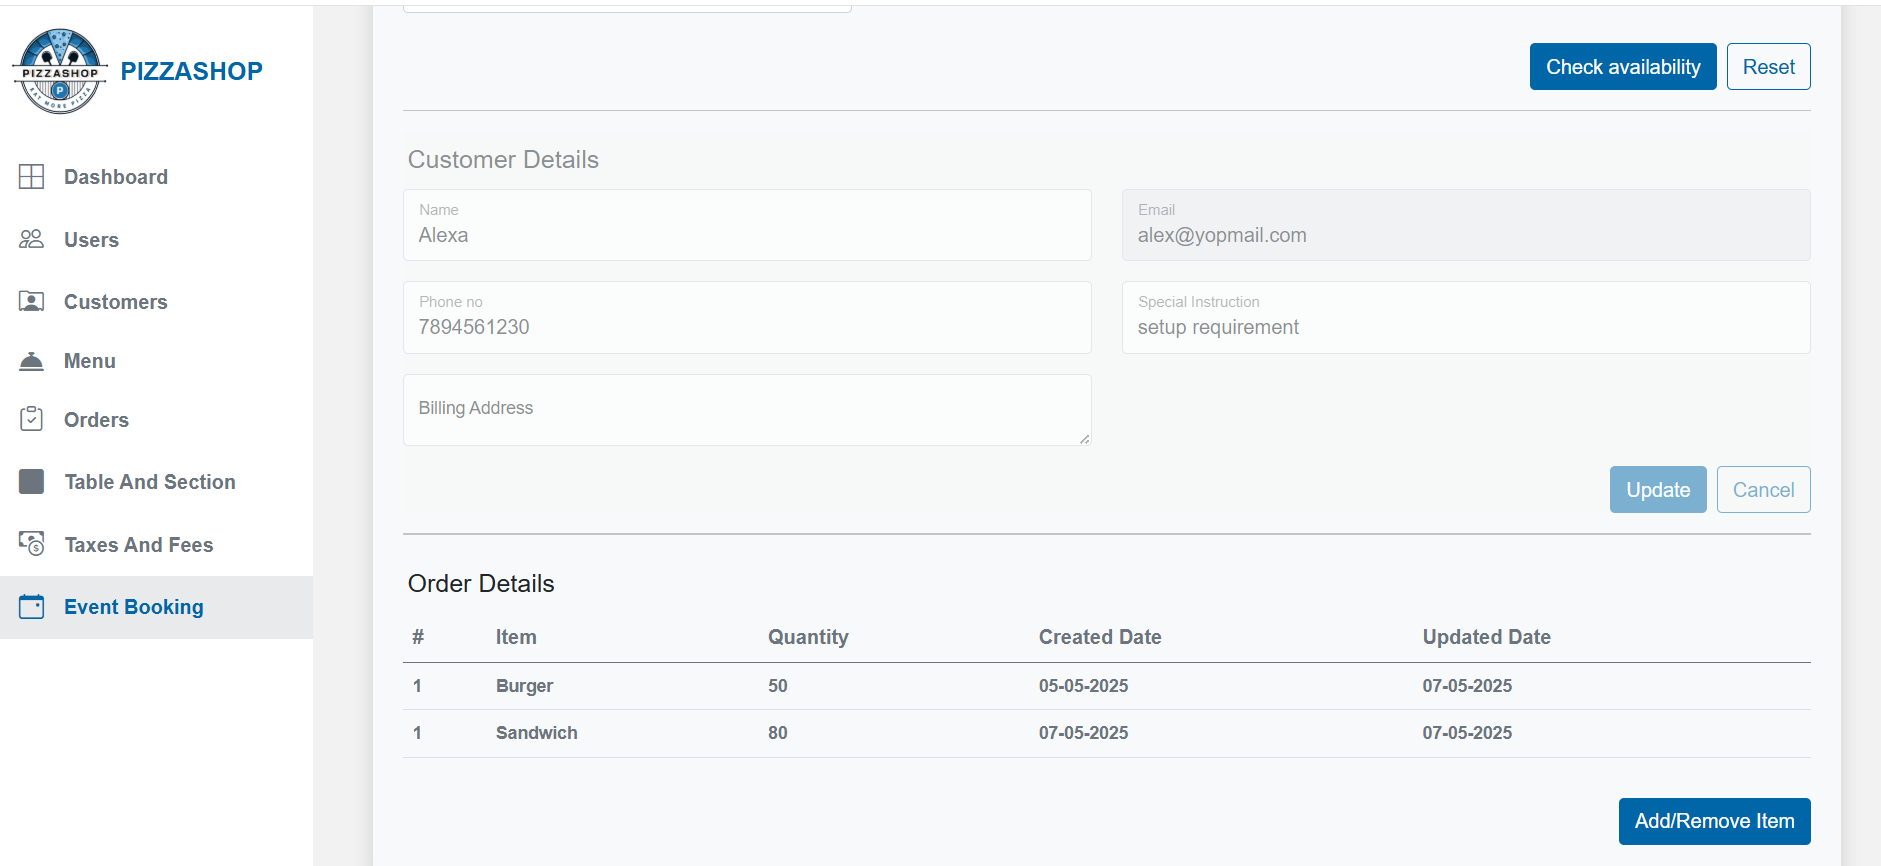 PIZZASHOP
P
EAT MORE PIZZA
PIZZASHOP
Dashboard
Users
Customers
Menu
Orders
Table And Section
Taxes And Fees
Event Booking
Check availability Reset
Customer Details
Name Email
Alexa alex@yopmail.com
Phone no Special Instruction
7894561230 setup requirement
Billing Address
Update Cancel
Order Details
# Item Quantity Created Date Updated Date
1 Burger 50 05-05-2025 07-05-2025
1 Sandwich 80 07-05-2025 07-05-2025
Add/Remove Item